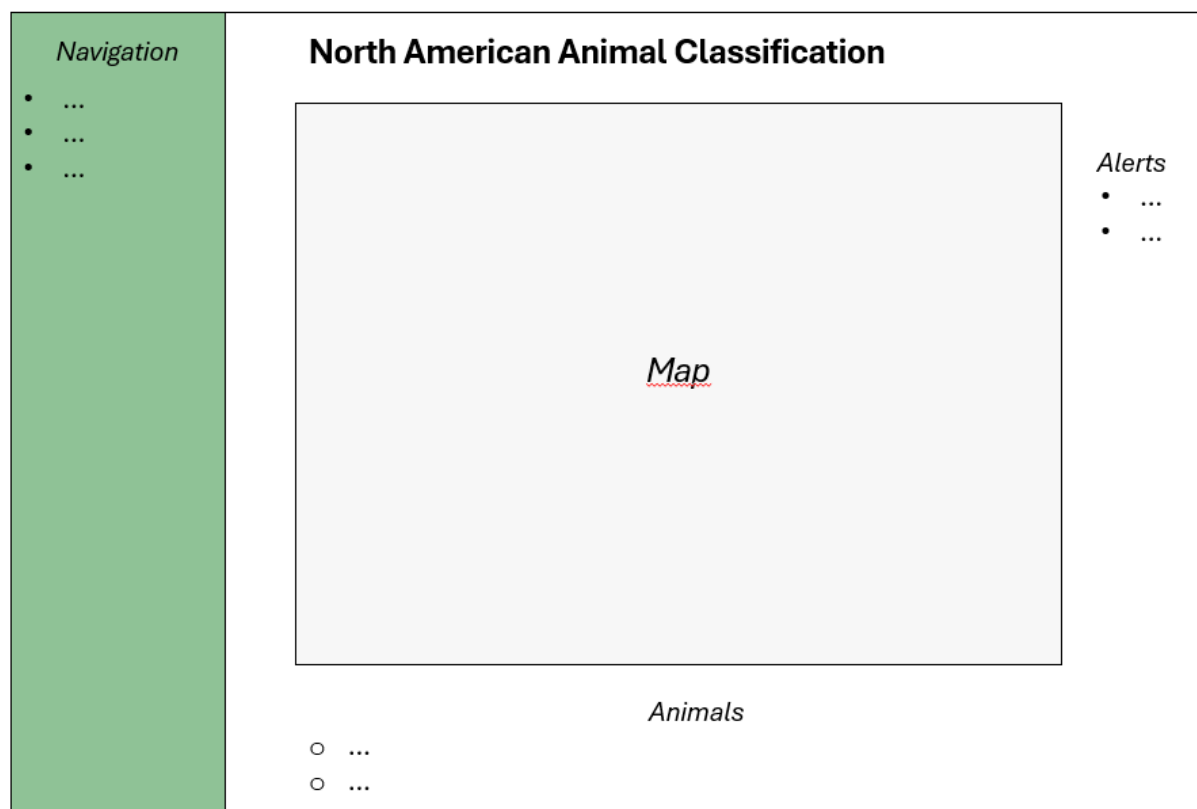 Navigation
• ...
• ...
• ...
North American Animal Classification
Map
Alerts
• ...
• ...
Animals
○ ...
○ ...